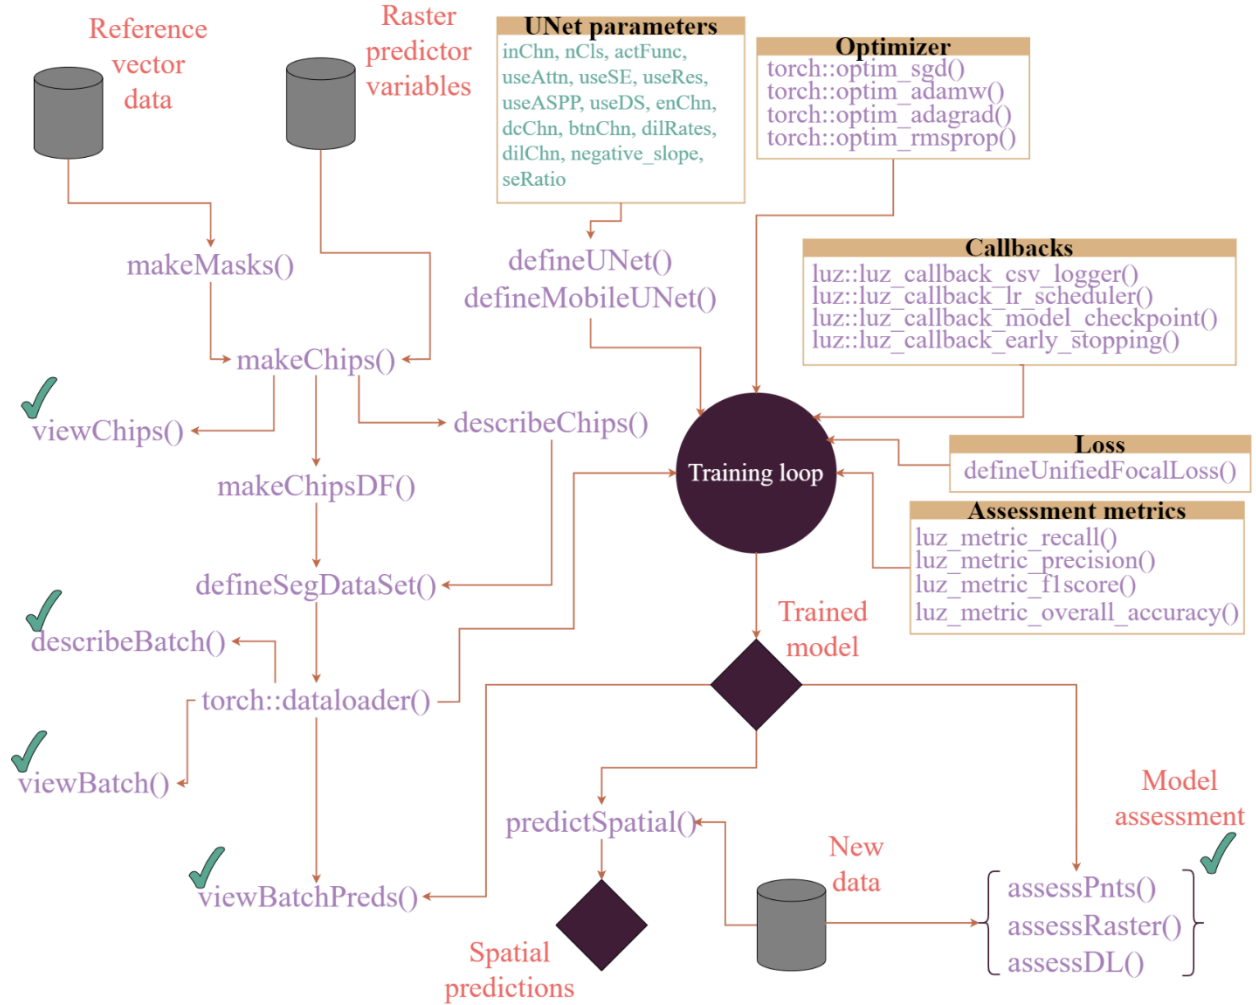 Reference
vector
data
Raster
predictor
variables
UNet parameters
inChn, nCls, actFunc,
useAttn, useSE, useRes,
useASPP, useDS, enChn,
dcChn, btnChn, dilRates,
dilChn, negative_slope,
seRatio
Optimizer
torch::optim_sgd()
torch::optim_adamw()
torch::optim_adagrad()
torch::optim_rmsprop()
makeMasks()
defineUNet()
defineMobileUNet()
Callbacks
luz::luz_callback_csv_logger()
luz::luz_callback_lr_scheduler()
luz::luz_callback_model_checkpoint()
luz::luz_callback_early_stopping()
makeChips()
viewChips()
describeChips()
makeChipsDF()
Training loop
Loss
defineUnifiedFocalLoss()
Assessment metrics
luz_metric_recall()
luz_metric_precision()
luz_metric_f1score()
luz_metric_overall_accuracy()
defineSegDataSet()
describeBatch()
torch::dataloader()
viewBatch()
Trained
model
predictSpatial()
viewBatchPreds()
Spatial
predictions
New
data
Model
assessment
assessPnts()
assessRaster()
assessDL()